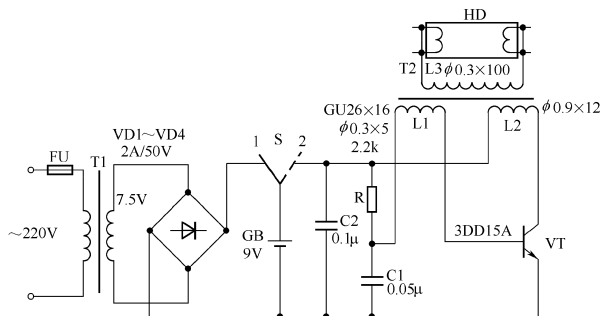 HD
T2 L3 ϕ0.3×100
GU26×16
L1
L2
ϕ0.9×12
ϕ0.3×5
2.2k
VD1～VD4
2A/50V
1 S 2
FU
T1
7.5V
R
～220V
GB
9V
C2
0.1μ
C1
0.05μ
3DD15A
VT